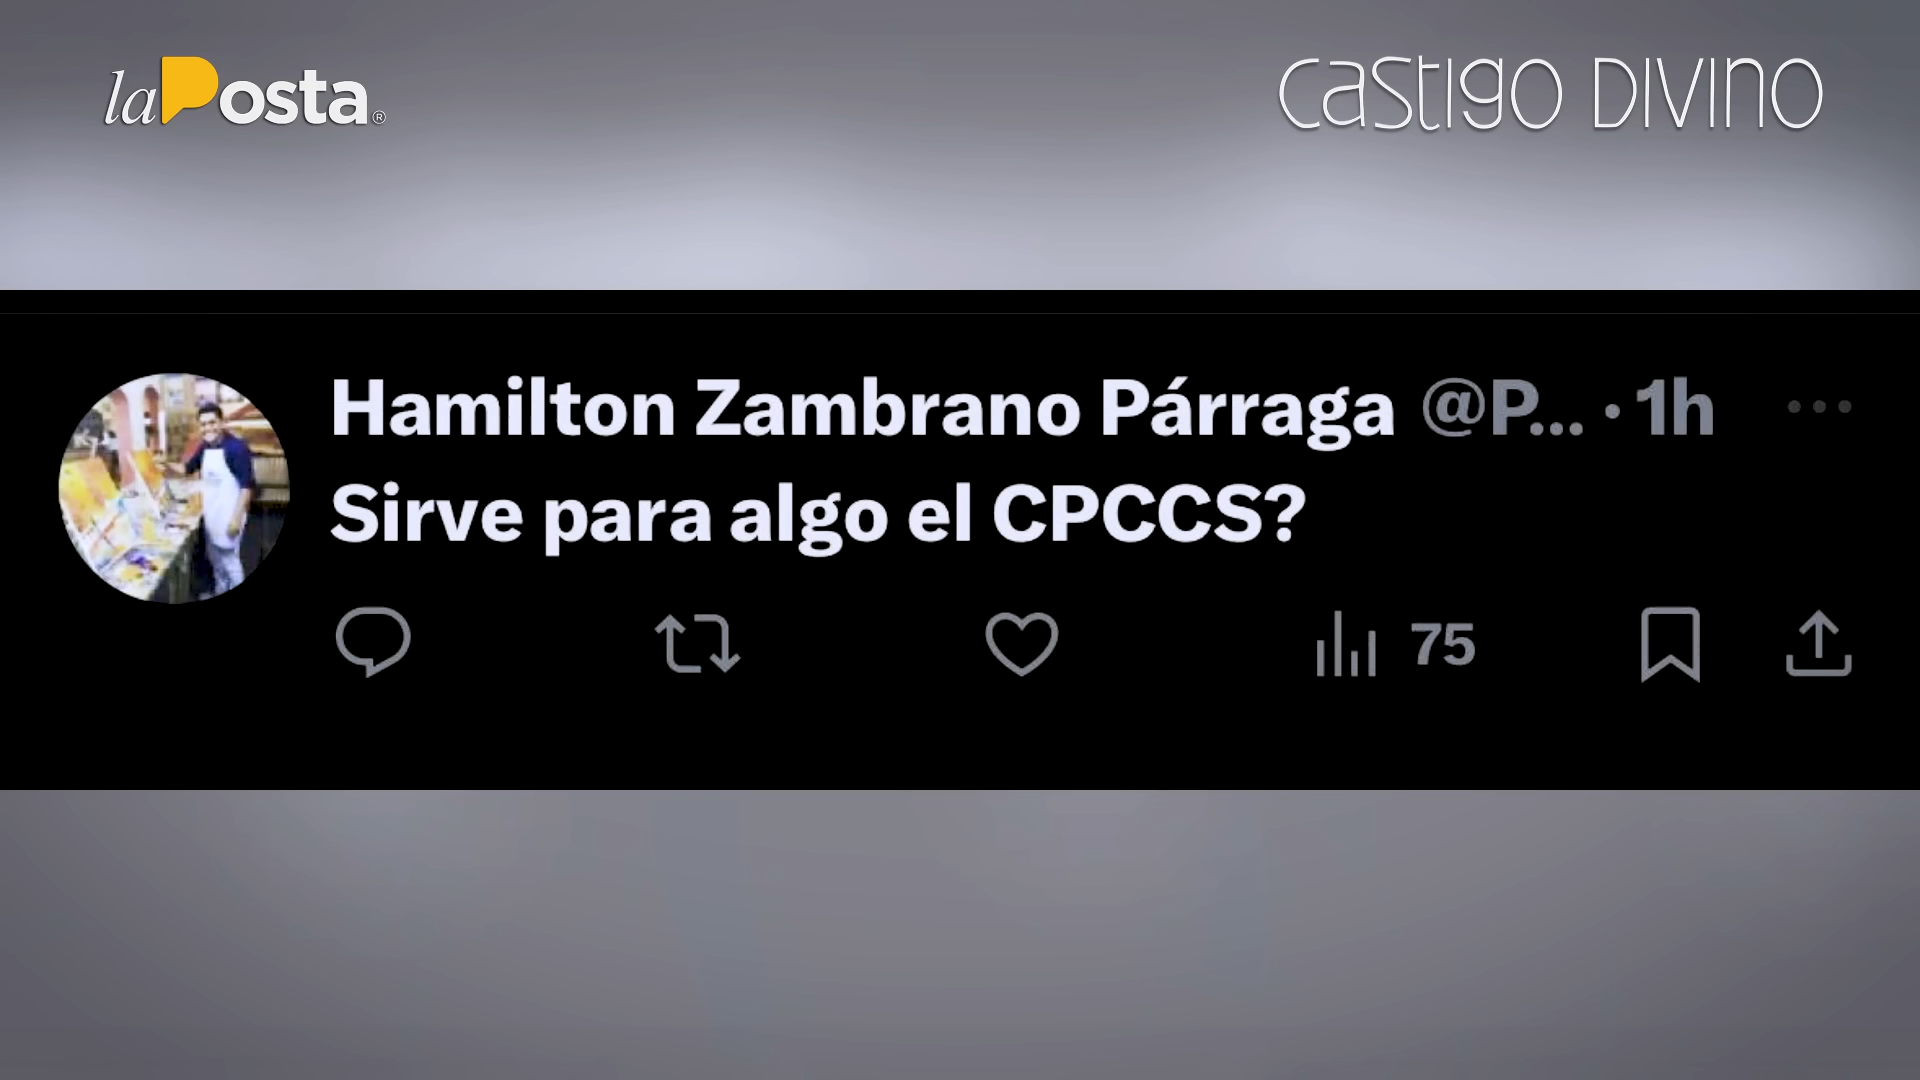 laPosta®
CASTIGO DIVINO
Hamilton Zambrano Párraga @P... · 1h
Sirve para algo el CPCCS?
75